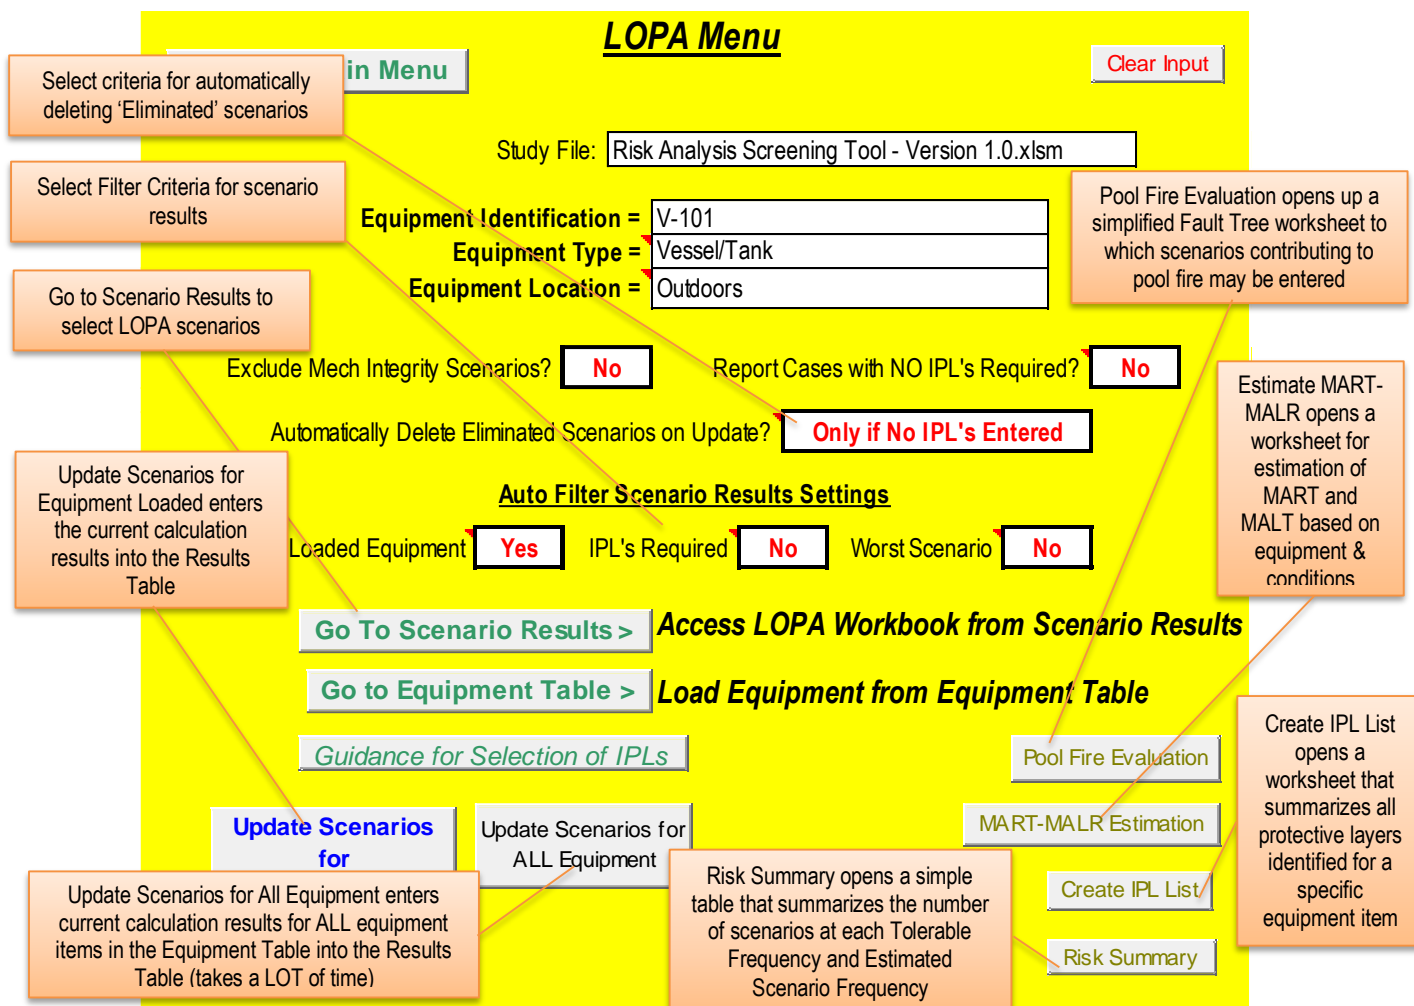 LOPA Menu
in Menu
Clear Input
Select criteria for automatically
deleting ‘Eliminated’ scenarios
Study File: Risk Analysis Screening Tool - Version 1.0.xlsm
Select Filter Criteria for scenario
results
Pool Fire Evaluation opens up a
simplified Fault Tree worksheet to
which scenarios contributing to
pool fire may be entered
Equipment Identification = V-101
Equipment Type = Vessel/Tank
Equipment Location = Outdoors
Go to Scenario Results to
select LOPA scenarios
Exclude Mech Integrity Scenarios? No
Report Cases with NO IPL's Required? No
Estimate MART-
MALR opens a
worksheet for
estimation of
MART and
MALT based on
equipment &
conditions
Automatically Delete Eliminated Scenarios on Update? Only if No IPL's Entered
Update Scenarios for
Equipment Loaded enters
the current calculation
results into the Results
Table
Auto Filter Scenario Results Settings
Loaded Equipment Yes IPL's Required No Worst Scenario No
Go To Scenario Results > Access LOPA Workbook from Scenario Results
Go to Equipment Table > Load Equipment from Equipment Table
Guidance for Selection of IPLs
Pool Fire Evaluation
Create IPL List
opens a
worksheet that
summarizes all
protective layers
identified for a
specific
equipment item
Update Scenarios
for
Update Scenarios for
ALL Equipment
MART-MALR Estimation
Update Scenarios for All Equipment enters
current calculation results for ALL equipment
items in the Equipment Table into the Results
Table (takes a LOT of time)
Risk Summary opens a simple
table that summarizes the number
of scenarios at each Tolerable
Frequency and Estimated
Scenario Frequency
Create IPL List
Risk Summary